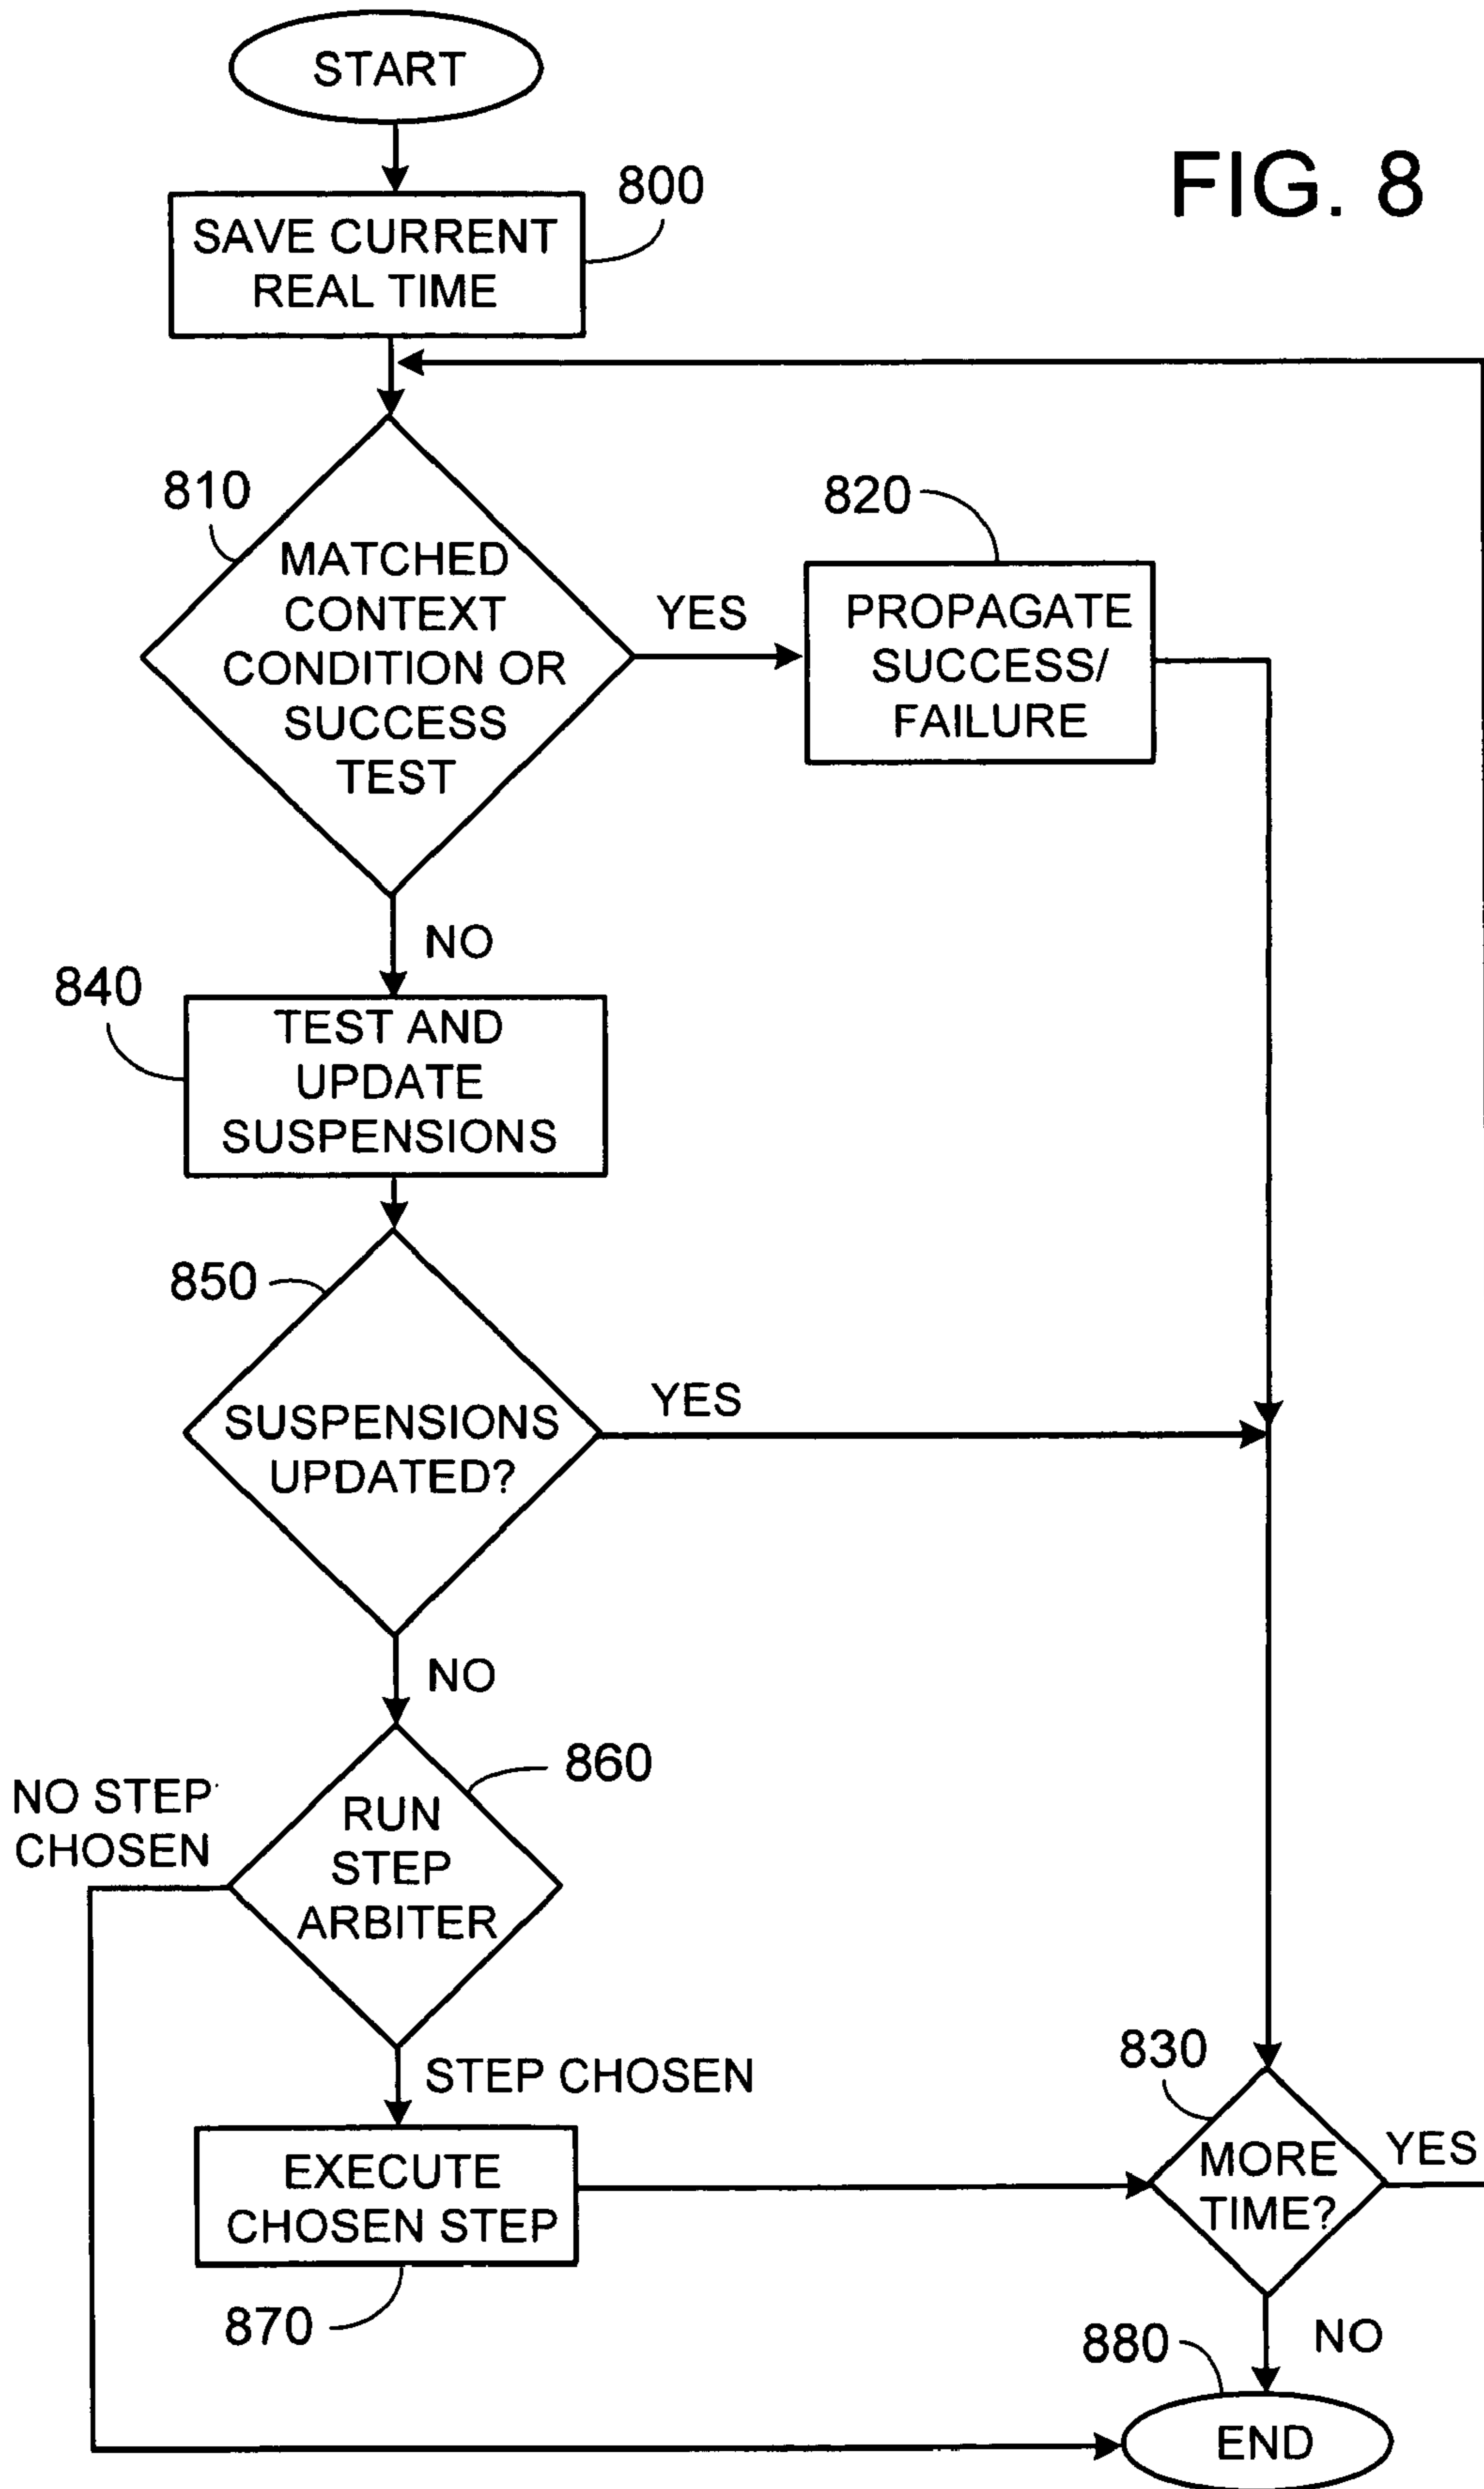 START
FIG. 8
800
SAVE CURRENT
REAL TIME
810
MATCHED
CONTEXT
CONDITION OR
SUCCESS
TEST
YES
820
PROPAGATE
SUCCESS/
FAILURE
NO
840
TEST AND
UPDATE
SUSPENSIONS
850
SUSPENSIONS
UPDATED?
YES
NO
860
RUN
STEP
ARBITER
NO STEP
CHOSEN
STEP CHOSEN
830
MORE
TIME?
YES
EXECUTE
CHOSEN STEP
870
NO
880
END